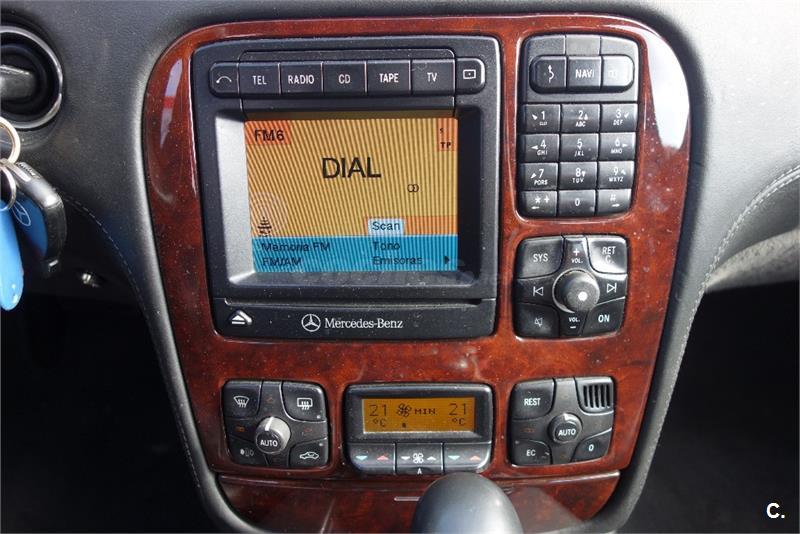 TEL RADIO CD TAPE TV
NAVI
FM6
TP
DIAL
Scan
Memoria FM Tono
FM/AM Emisoras
Mercedes-Benz
1 2 ABC 3 DEF
4 GHI 5 JKL 6 MNO
7 PQRS 8 TUV 9 WXYZ
* 0 #
SYS + VOL. RET C
VOL. - ON
AUTO
21 °C MIN 21 °C
A
REST
AUTO
EC 0
C.